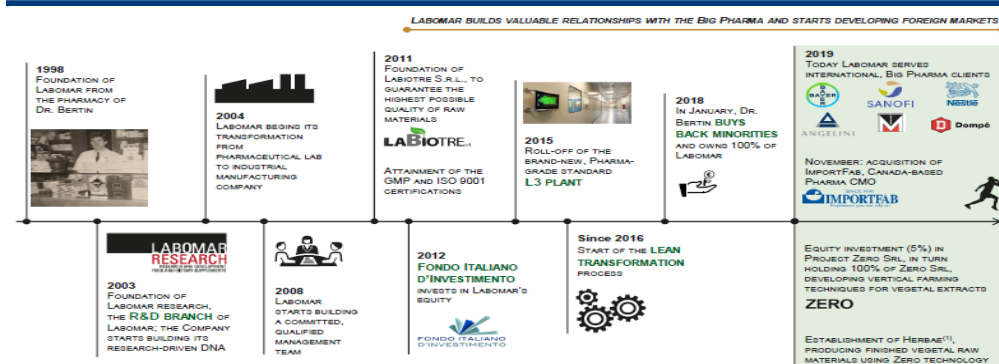 LABOMAR BUILDS VALUABLE RELATIONSHIPS WITH THE BIG PHARMA AND STARTS DEVELOPING FOREIGN MARKETS
1998
FOUNDATION OF
LABOMAR FROM
THE PHARMACY OF
DR. BERTIN
2004
LABOMAR BEGINS ITS
TRANSFORMATION
FROM
PHARMACEUTICAL LAB
TO INDUSTRIAL
MANUFACTURING
COMPANY
2011
FOUNDATION OF
LABIOTRE S.R.L., TO
GUARANTEE THE
HIGHEST POSSIBLE
QUALITY OF RAW
MATERIALS
LABIOTRE
ATTAINMENT OF THE
GMP AND ISO 9001
CERTIFICATIONS
2015
ROLL-OFF OF THE
BRAND-NEW, PHARMA-
GRADE STANDARD
L3 PLANT
2018
IN JANUARY, DR.
BERTIN BUYS
BACK MINORITIES
AND OWNS 100% OF
LABOMAR
2019
TODAY LABOMAR SERVES
INTERNATIONAL, BIG PHARMA CLIENTS
BAYER
SANOFI
Nestlé
ANGELINI
M
Dompé
NOVEMBER: ACQUISITION OF
IMPORTFAB, CANADA-BASED
PHARMA CMO
IMPORTFAB
LABOMAR
RESEARCH
2003
FOUNDATION OF
LABOMAR RESEARCH,
THE R&D BRANCH OF
LABOMAR; THE COMPANY
STARTS BUILDING ITS
RESEARCH-DRIVEN DNA
2008
LABOMAR
STARTS BUILDING
A COMMITTED,
QUALIFIED
MANAGEMENT
TEAM
2012
FONDO ITALIANO
D'INVESTIMENTO
INVESTS IN LABOMAR'S
EQUITY
FONDO ITALIANO
D'INVESTIMENTO
Since 2016
START OF THE LEAN
TRANSFORMATION
PROCESS
EQUITY INVESTMENT (5%) IN
PROJECT ZERO SRL, IN TURN
HOLDING 100% OF ZERO SRL,
DEVELOPING VERTICAL FARMING
TECHNIQUES FOR VEGETAL EXTRACTS
ZERO
ESTABLISHMENT OF HERBAE(1),
PRODUCING FINISHED VEGETAL RAW
MATERIALS USING ZERO TECHNOLOGY